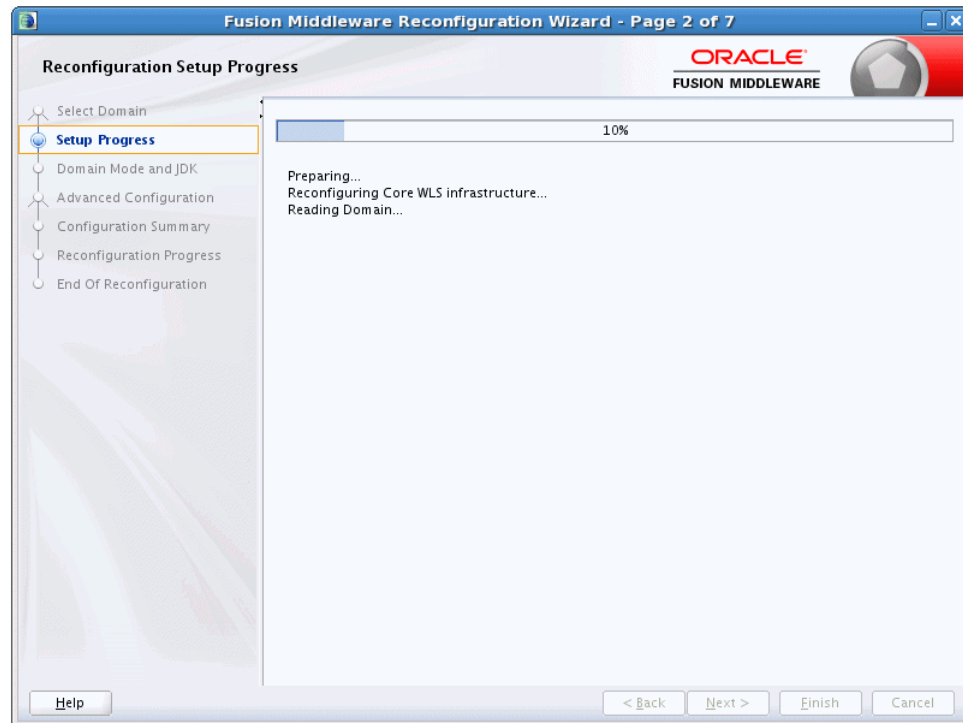 Fusion Middleware Reconfiguration Wizard - Page 2 of 7
Reconfiguration Setup Progress
ORACLE
FUSION MIDDLEWARE
Select Domain
Setup Progress
Domain Mode and JDK
Advanced Configuration
Configuration Summary
Reconfiguration Progress
End Of Reconfiguration
10%
Preparing...
Reconfiguring Core WLS infrastructure...
Reading Domain...
Help
< Back
Next >
Finish
Cancel